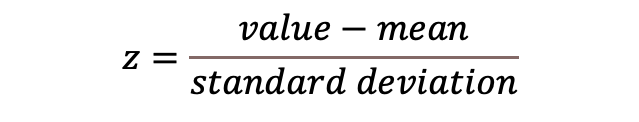 z = value − mean
standard deviation